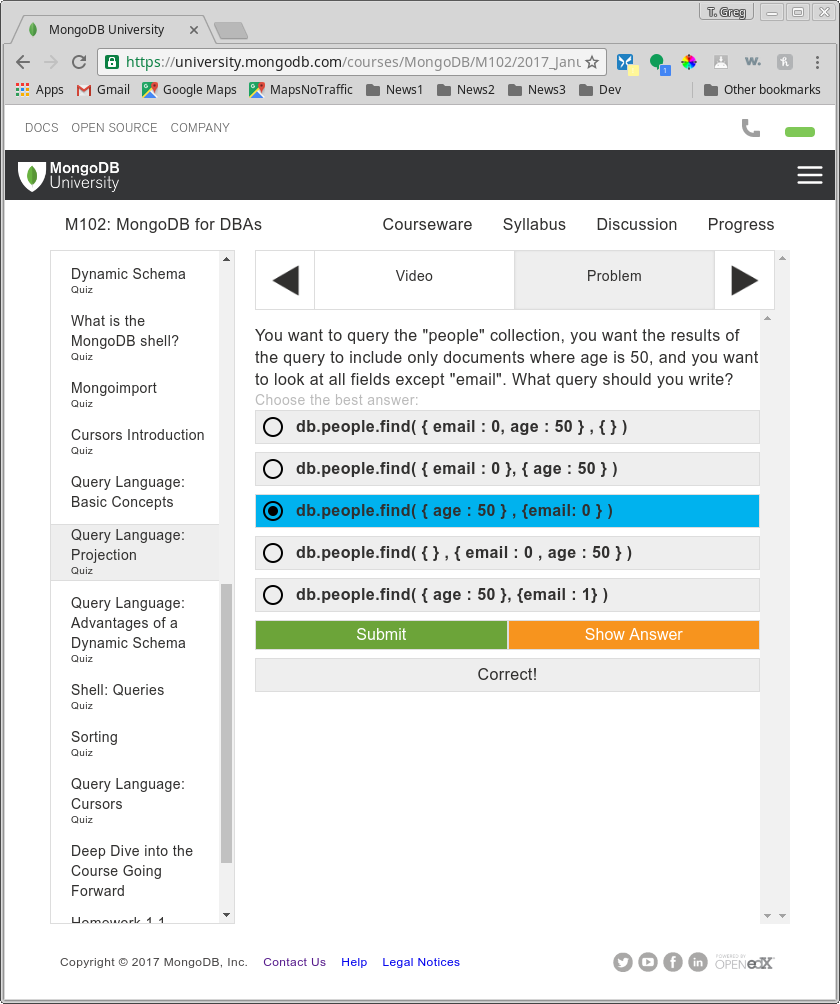 T. Greg
MongoDB University
https://university.mongodb.com/courses/MongoDB/M102/2017_Janu
1
w.
Apps Gmail Google Maps MapsNoTraffic News1 News2 News3 Dev Other bookmarks
DOCS OPEN SOURCE COMPANY
MongoDB
University
M102: MongoDB for DBAs
Courseware Syllabus Discussion Progress
Dynamic Schema
Quiz
What is the
MongoDB shell?
Quiz
Mongoimport
Quiz
Cursors Introduction
Quiz
Query Language:
Basic Concepts
Query Language:
Projection
Quiz
Query Language:
Advantages of a
Dynamic Schema
Quiz
Shell: Queries
Quiz
Sorting
Quiz
Query Language:
Cursors
Quiz
Deep Dive into the
Course Going
Forward
Homework 1.1
Video Problem
You want to query the "people" collection, you want the results of
the query to include only documents where age is 50, and you want
to look at all fields except "email". What query should you write?
Choose the best answer:
db.people.find( { email : 0, age : 50 } , { } )
db.people.find( { email : 0 }, { age : 50 } )
db.people.find( { age : 50 } , {email: 0 } )
db.people.find( { } , { email : 0 , age : 50 } )
db.people.find( { age : 50 }, {email : 1} )
Submit Show Answer
Correct!
Copyright © 2017 MongoDB, Inc. Contact Us Help Legal Notices
POWERED BY
OPEN edX